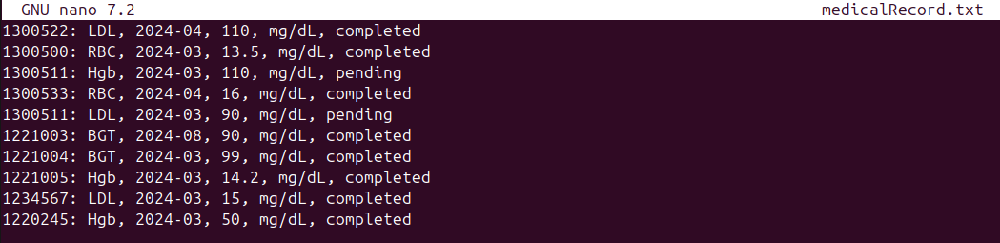 GNU nano 7.2 medicalRecord.txt
1300522: LDL, 2024-04, 110, mg/dL, completed
1300500: RBC, 2024-03, 13.5, mg/dL, completed
1300511: Hgb, 2024-03, 110, mg/dL, pending
1300533: RBC, 2024-04, 16, mg/dL, completed
1300511: LDL, 2024-03, 90, mg/dL, pending
1221003: BGT, 2024-08, 90, mg/dL, completed
1221004: BGT, 2024-03, 99, mg/dL, completed
1221005: Hgb, 2024-03, 14.2, mg/dL, completed
1234567: LDL, 2024-03, 15, mg/dL, completed
1220245: Hgb, 2024-03, 50, mg/dL, completed